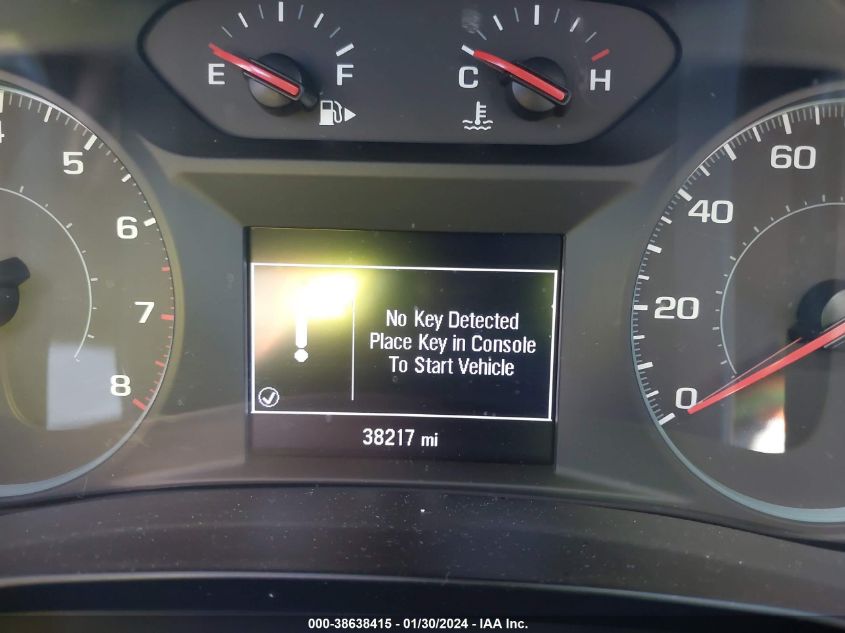 E F C H
4
5
6
7
8
60
40
20
0
No Key Detected
Place Key in Console
To Start Vehicle
38217 mi
000-38638415 - 01/30/2024 - IAA Inc.